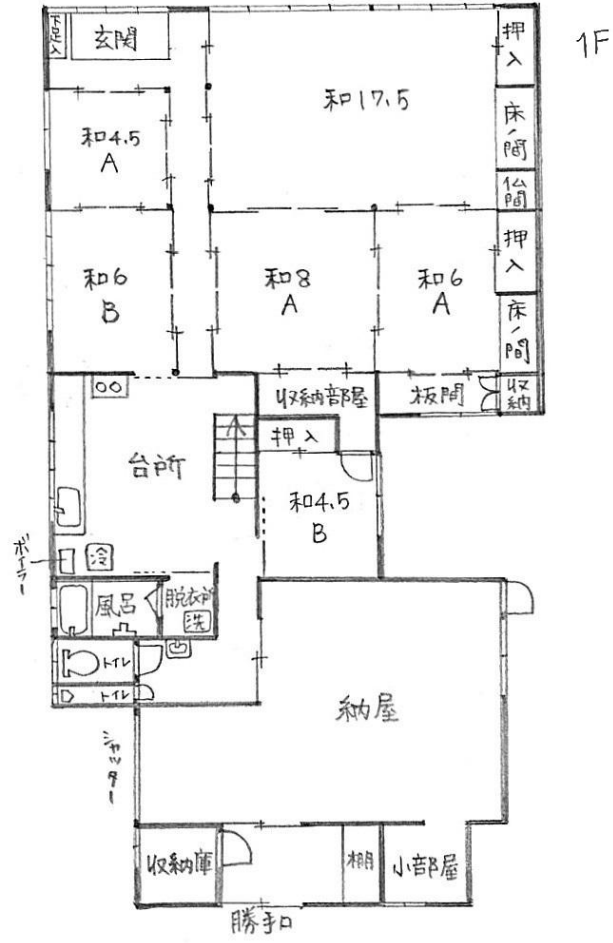 1F
下足入
玄関
押入
和17.5
床ノ間
和4.5
A
仏間
押入
和6
B
和8
A
和6
A
床ノ間
収納部屋
板間
収納
押入
台所
和4.5
B
ボイラー
冷
風呂
脱衣所
洗
トイレ
トイレ
納屋
シャッター
収納庫
棚
小部屋
勝手口